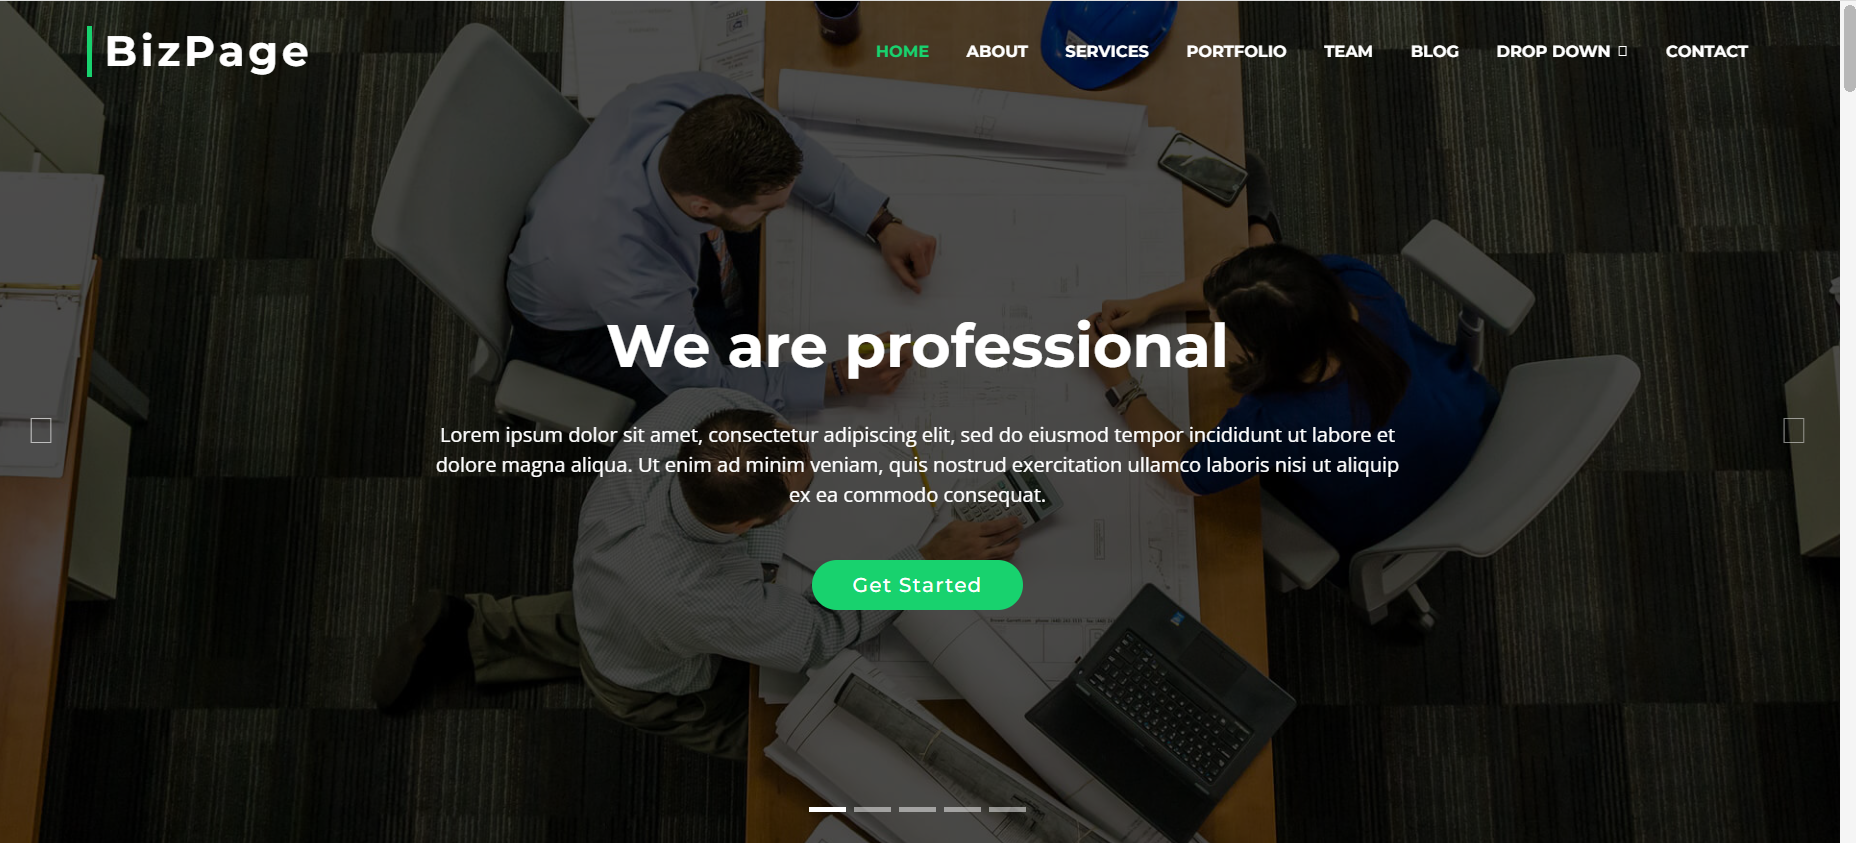 BizPage
HOME ABOUT SERVICES PORTFOLIO TEAM BLOG DROP DOWN CONTACT
We are professional
Lorem ipsum dolor sit amet, consectetur adipiscing elit, sed do eiusmod tempor incididunt ut labore et
dolore magna aliqua. Ut enim ad minim veniam, quis nostrud exercitation ullamco laboris nisi ut aliquip
ex ea commodo consequat.
Get Started